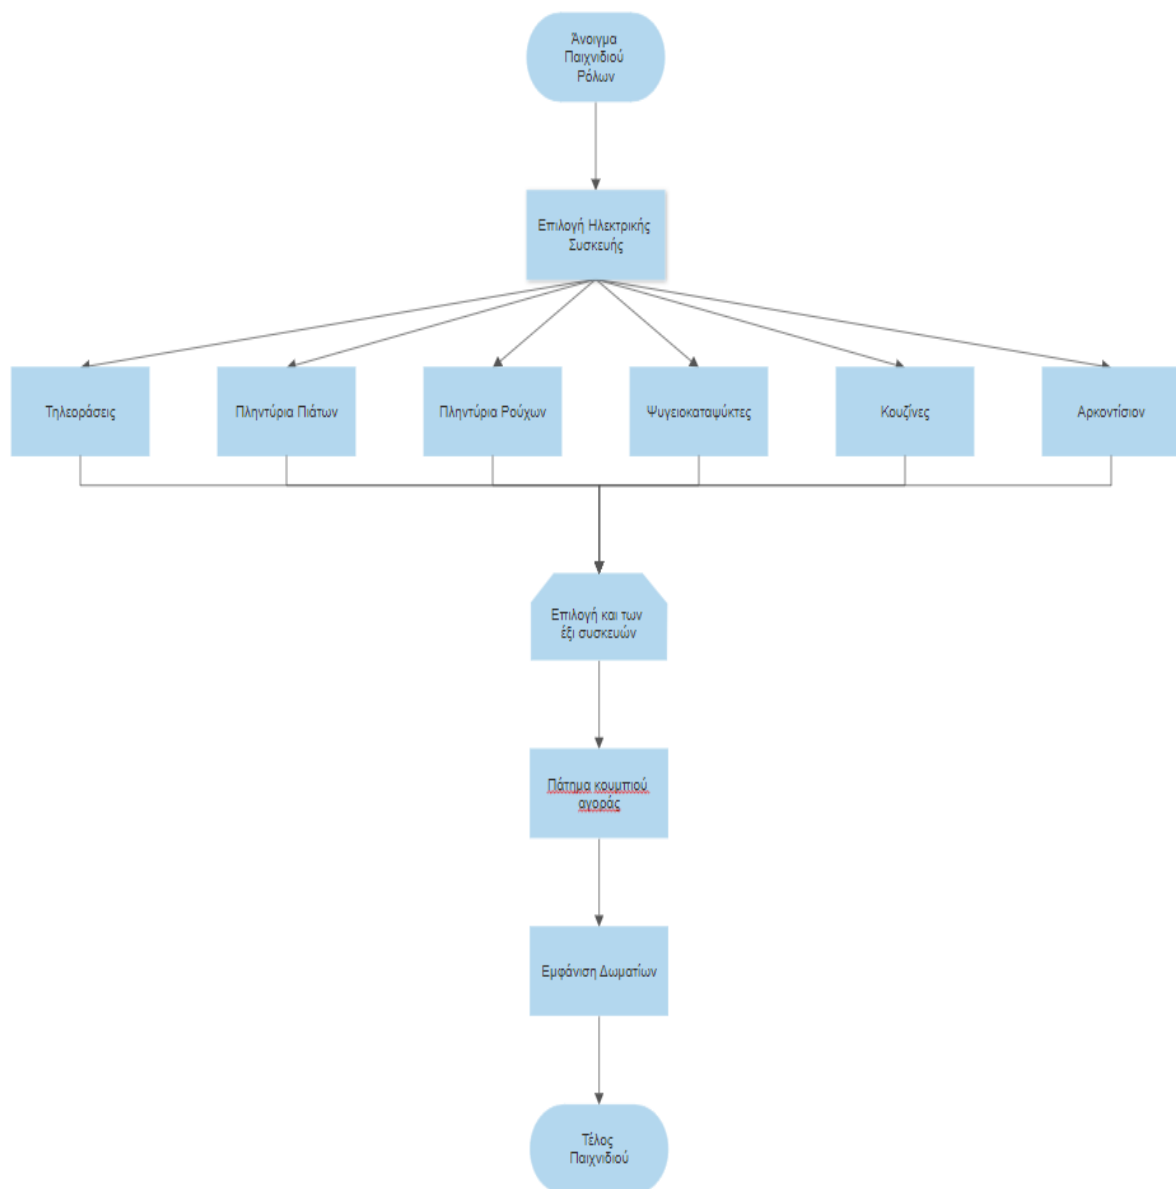 Άνοιγμα
Παιχνιδιού
Ρόλων
Επιλογή Ηλεκτρικής
Συσκευής
Τηλεοράσεις
Πληντύρια Πιάτων
Πληντύρια Ρούχων
Ψυγειοκαταψύκτες
Κουζίνες
Αρκοντίσιον
Επιλογή και των
έξι συσκευών
Πάτημα κουμπιού
αγοράς
Εμφάνιση Δωματίων
Τέλος
Παιχνιδιού